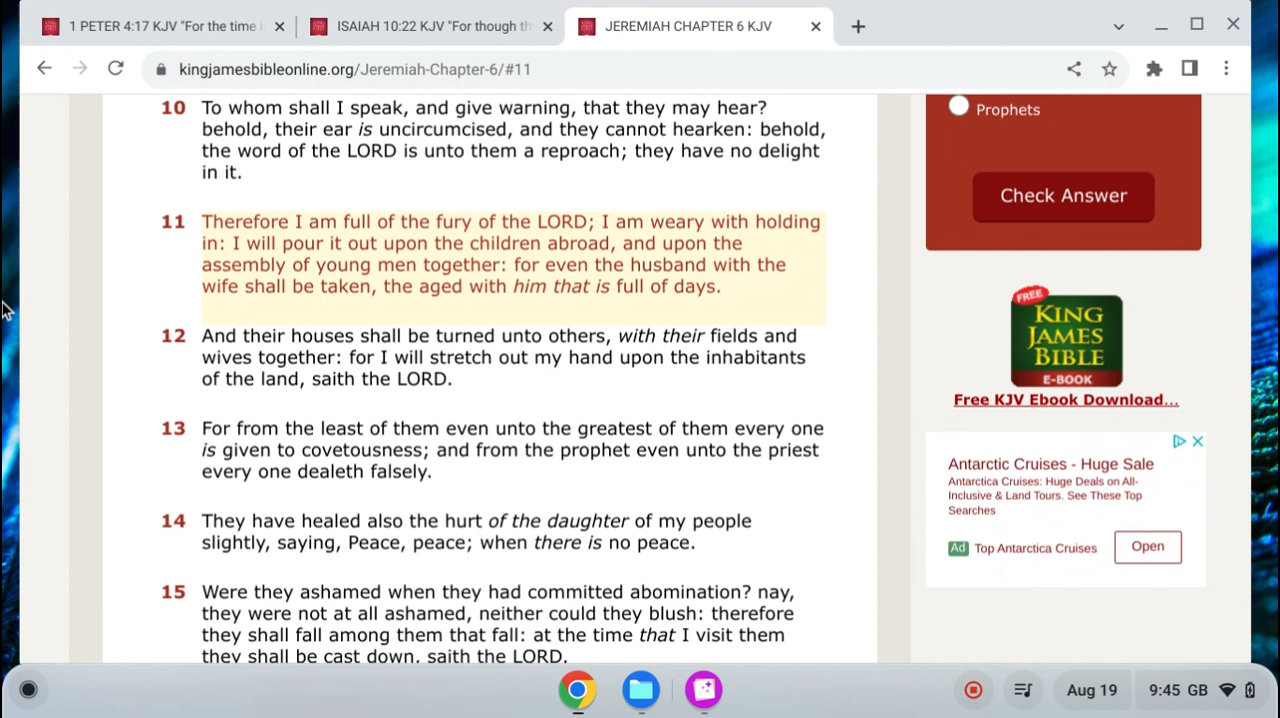 1 PETER 4:17 KJV "For the time i
ISAIAH 10:22 KJV "For though th
JEREMIAH CHAPTER 6 KJV
kingjamesbibleonline.org/Jeremiah-Chapter-6/#11
10 To whom shall I speak, and give warning, that they may hear?
behold, their ear is uncircumcised, and they cannot hearken: behold,
the word of the LORD is unto them a reproach; they have no delight
in it.
11 Therefore I am full of the fury of the LORD; I am weary with holding
in: I will pour it out upon the children abroad, and upon the
assembly of young men together: for even the husband with the
wife shall be taken, the aged with him that is full of days.
12 And their houses shall be turned unto others, with their fields and
wives together: for I will stretch out my hand upon the inhabitants
of the land, saith the LORD.
13 For from the least of them even unto the greatest of them every one
is given to covetousness; and from the prophet even unto the priest
every one dealeth falsely.
14 They have healed also the hurt of the daughter of my people
slightly, saying, Peace, peace; when there is no peace.
15 Were they ashamed when they had committed abomination? nay,
they were not at all ashamed, neither could they blush: therefore
they shall fall among them that fall: at the time that I visit them
they shall be cast down, saith the LORD.
Prophets
Check Answer
FREE
KING
JAMES
BIBLE
E-BOOK
Free KJV Ebook Download...
Antarctic Cruises - Huge Sale
Antarctica Cruises: Huge Deals on All-
Inclusive & Land Tours. See These Top
Searches
Ad Top Antarctica Cruises
Open
Aug 19
9:45 GB